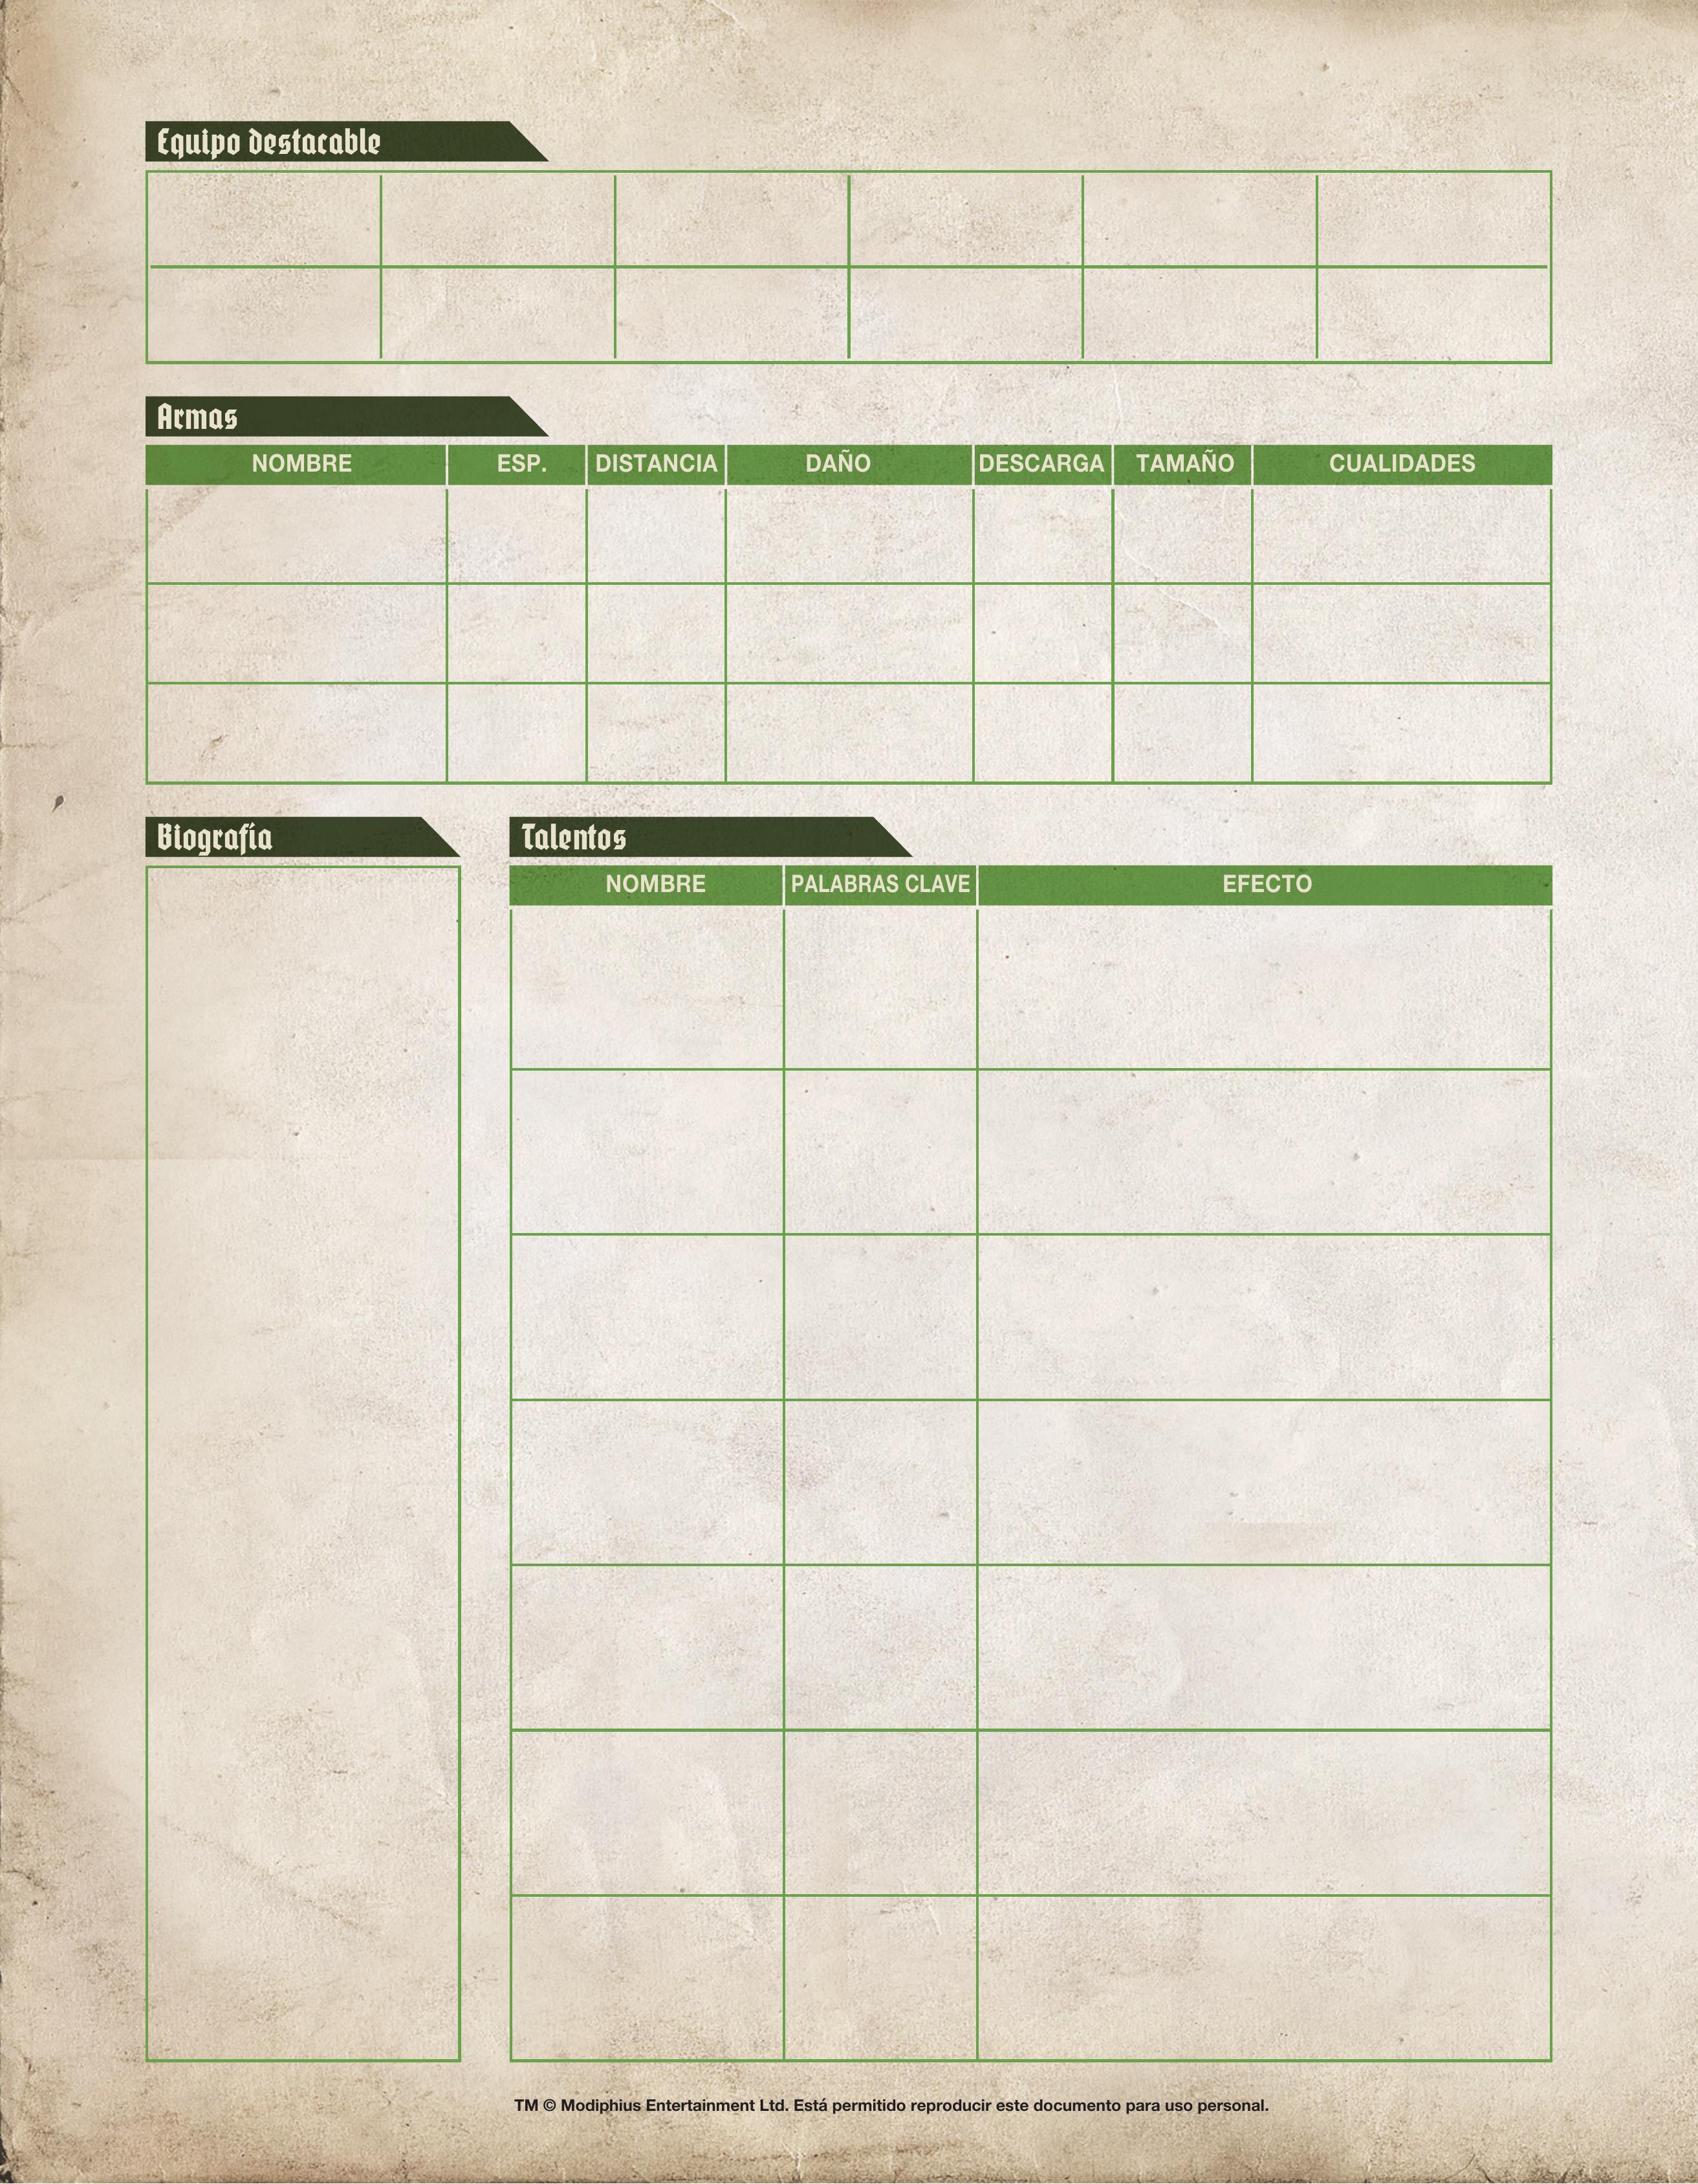 Equipo destacable
Armas
NOMBRE ESP. DISTANCIA DAÑO DESCARGA TAMAÑO CUALIDADES
Biografía
Talentos
NOMBRE PALABRAS CLAVE EFECTO
TM © Modiphius Entertainment Ltd. Está permitido reproducir este documento para uso personal.